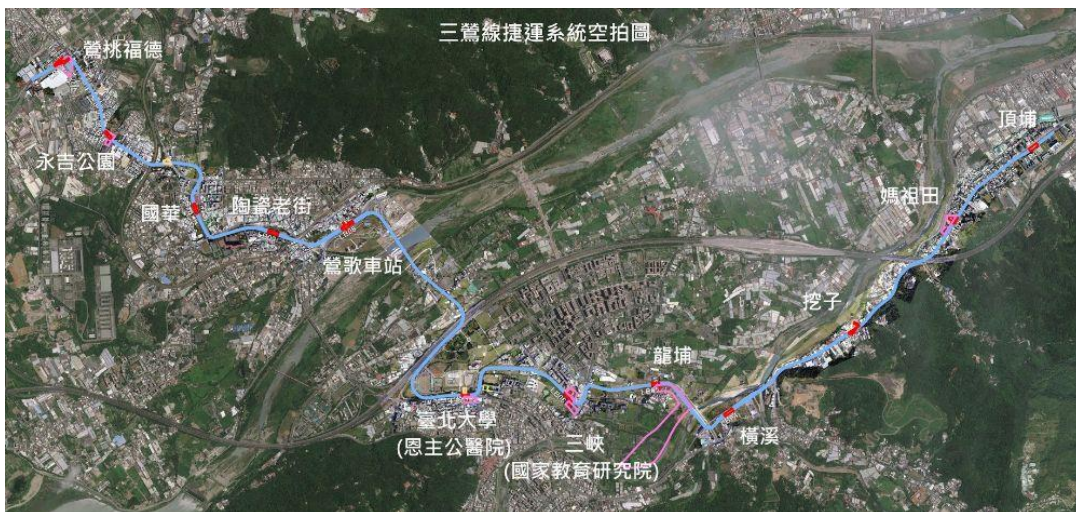 三鶯線捷運系統空拍圖
鶯桃福德
永吉公園
國華
陶瓷老街
鶯歌車站
臺北大學
(恩主公醫院)
三峽
(國家教育研究院)
龍埔
橫溪
挖子
媽祖田
頂埔